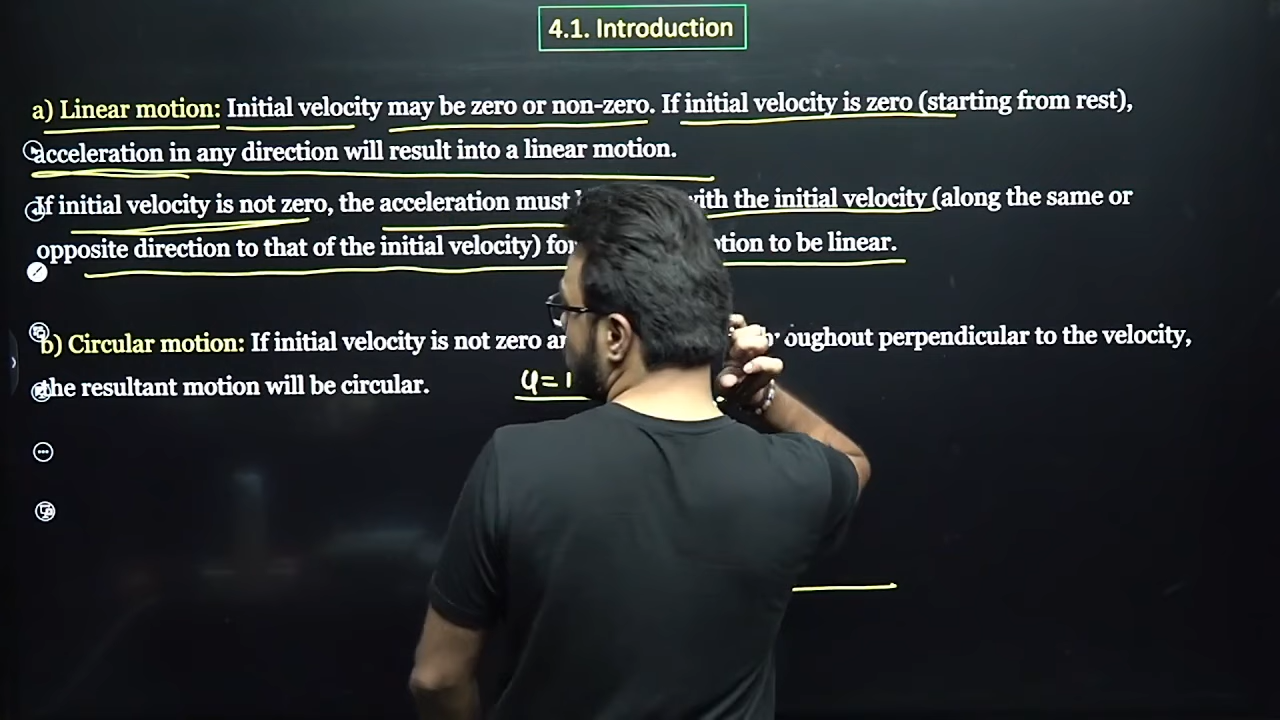 4.1. Introduction
a) Linear motion: Initial velocity may be zero or non-zero. If initial velocity is zero (starting from rest),
acceleration in any direction will result into a linear motion.
If initial velocity is not zero, the acceleration must with the initial velocity (along the same or
opposite direction to that of the initial velocity) to be linear.
b) Circular motion: If initial velocity is not zero perpendicular to the velocity,
the resultant motion will be circular.